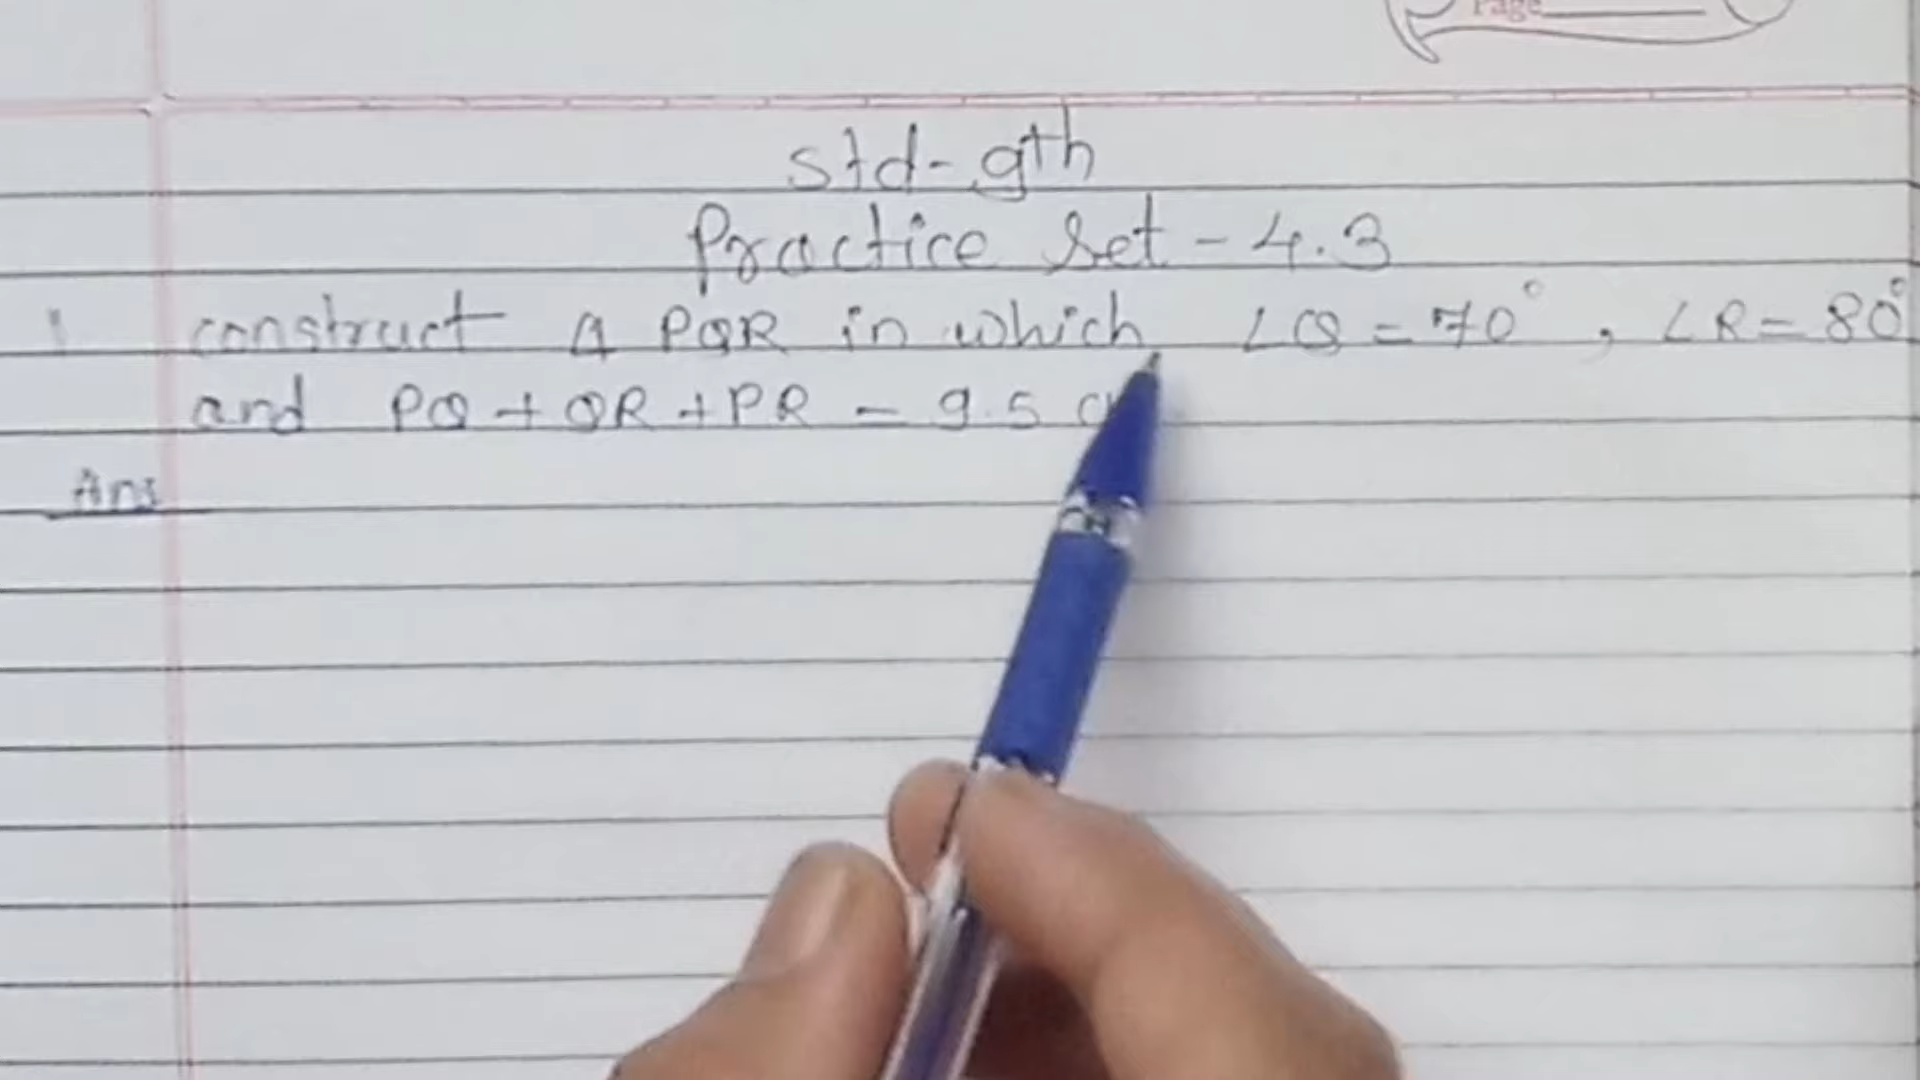 Page
Std-9th
Practice Set - 4.3
1 construct Δ PQR in which ∠Q = 70°, ∠R = 80°
and PQ + QR + PR = 9.5
Ans